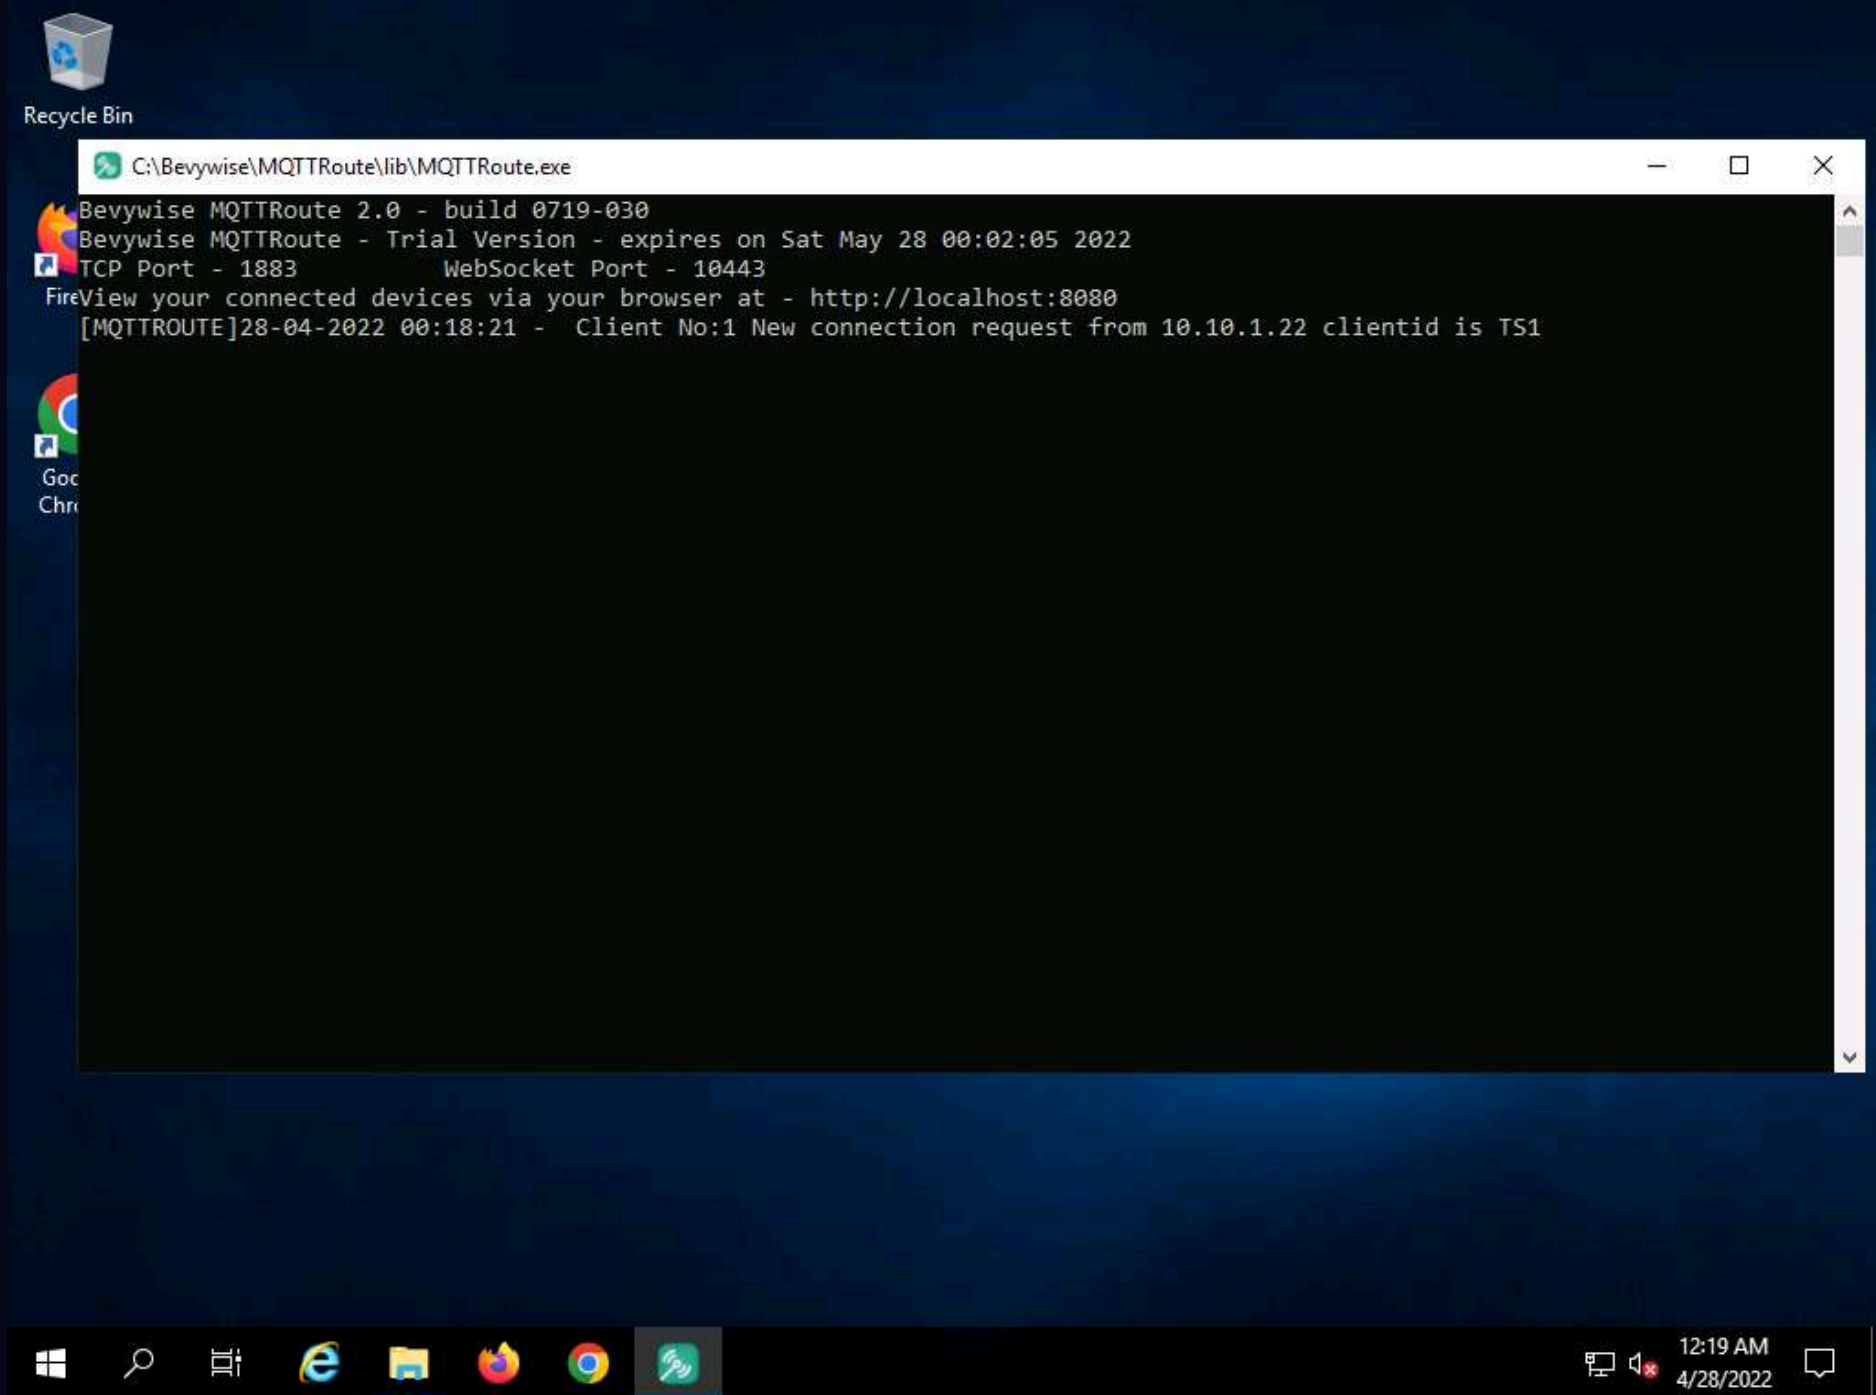 Recycle Bin
C:\Bevywise\MQTTRoute\lib\MQTTRoute.exe
Bevywise MQTTRoute 2.0 - build 0719-030
Bevywise MQTTRoute - Trial Version - expires on Sat May 28 00:02:05 2022
TCP Port - 1883 WebSocket Port - 10443
View your connected devices via your browser at - http://localhost:8080
[MQTTROUTE]28-04-2022 00:18:21 - Client No:1 New connection request from 10.10.1.22 clientid is TS1
Fire
Goo
Chr
12:19 AM
4/28/2022